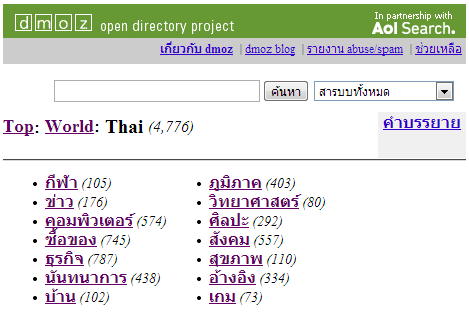 dmoz open directory project
In partnership with
Aol Search.
เกี่ยวกับ dmoz | dmoz blog | รายงาน abuse/spam | ช่วยเหลือ
ค้นหา สารบบทั้งหมด
Top: World: Thai (4,776) คำบรรยาย
กีฬา (105)
ข่าว (176)
คอมพิวเตอร์ (574)
ซื้อของ (745)
ธุรกิจ (787)
นันทนาการ (438)
บ้าน (102)
ภูมิภาค (403)
วิทยาศาสตร์ (80)
ศิลปะ (292)
สังคม (557)
สุขภาพ (110)
อ้างอิง (334)
เกม (73)